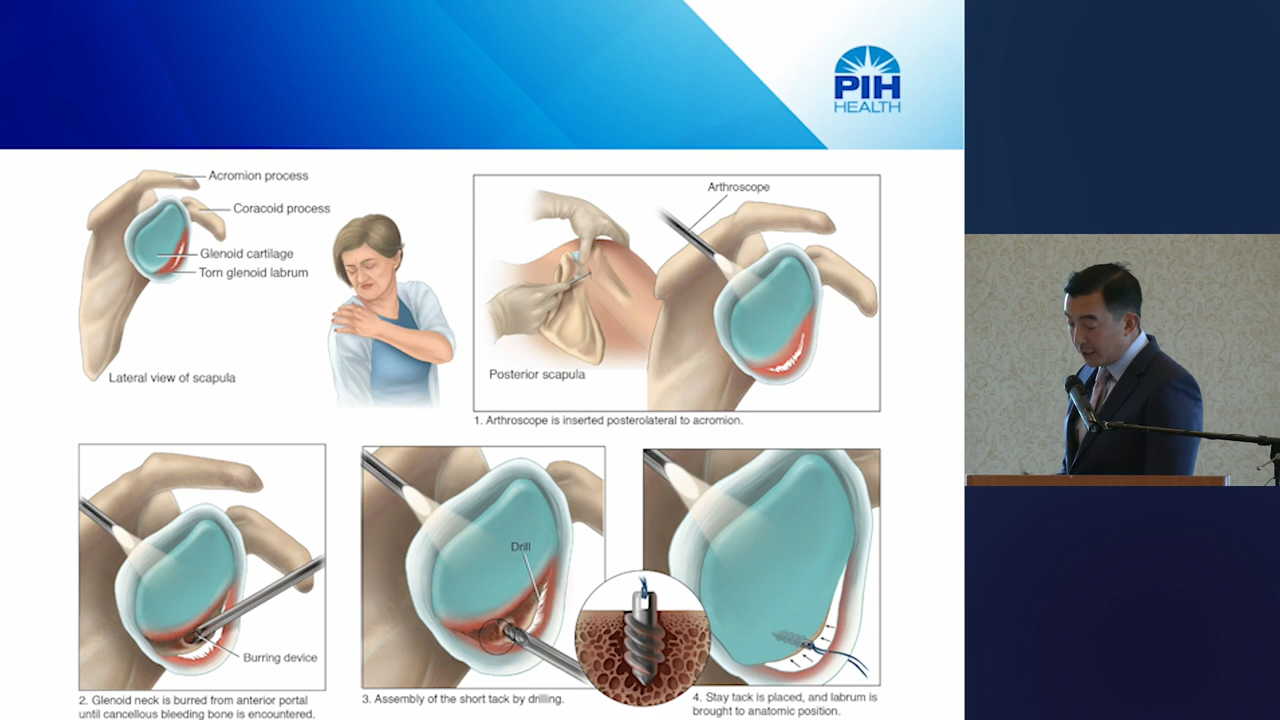 PIH
HEALTH
Acromion process
Coracoid process
Glenoid cartilage
Torn glenoid labrum
Lateral view of scapula
Arthroscope
Posterior scapula
1. Arthroscope is inserted posterolateral to acromion.
Burring device
2. Glenoid neck is burred from anterior portal
until cancellous bleeding bone is encountered.
Drill
3. Assembly of the short tack by drilling.
4. Stay tack is placed, and labrum is
brought to anatomic position.